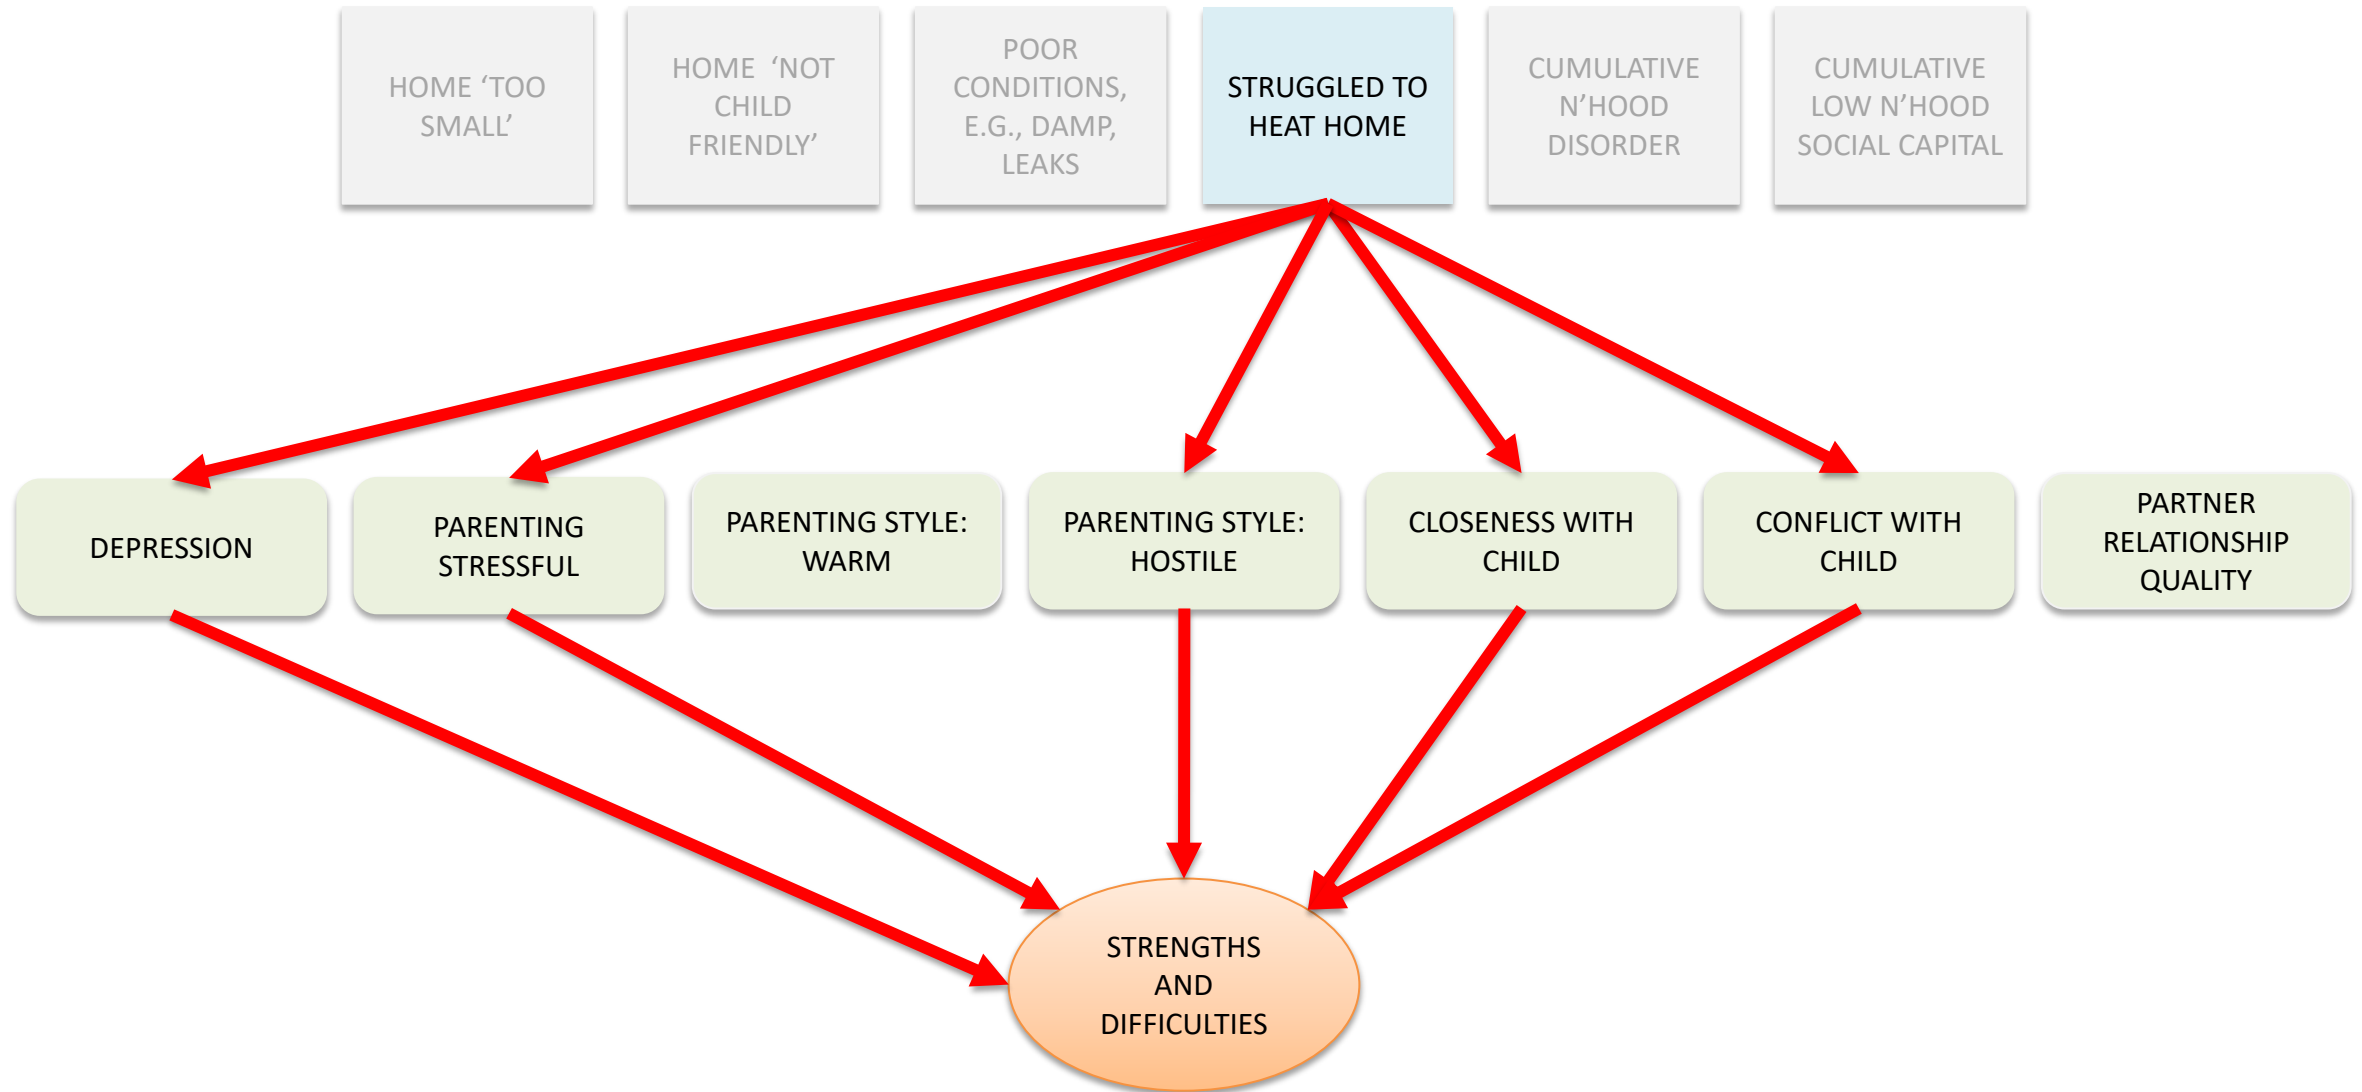 HOME ‘TOO
SMALL’
HOME  ‘NOT
CHILD
FRIENDLY’
POOR
CONDITIONS,
E.G., DAMP,
LEAKS
STRUGGLED TO
HEAT HOME
CUMULATIVE
N’HOOD
DISORDER
CUMULATIVE
LOW N’HOOD
SOCIAL CAPITAL
DEPRESSION
PARENTING
STRESSFUL
PARENTING STYLE:
WARM
PARENTING STYLE:
HOSTILE
CLOSENESS WITH
CHILD
CONFLICT WITH
CHILD
PARTNER
RELATIONSHIP
QUALITY
STRENGTHS
AND
DIFFICULTIES